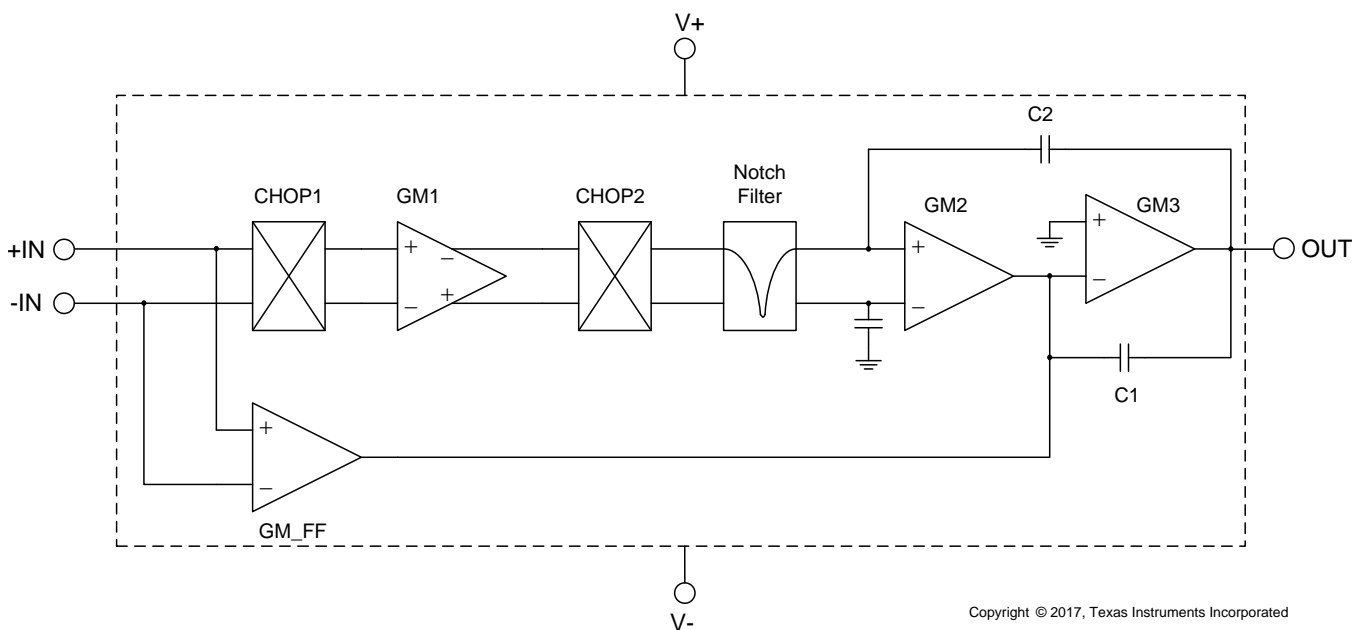 V+
C2
Notch
Filter
CHOP1
GM1
CHOP2
GM2
GM3
+IN
-IN
+
−
−
+
+
−
+
−
OUT
C1
+
−
GM_FF
V-
Copyright © 2017, Texas Instruments Incorporated